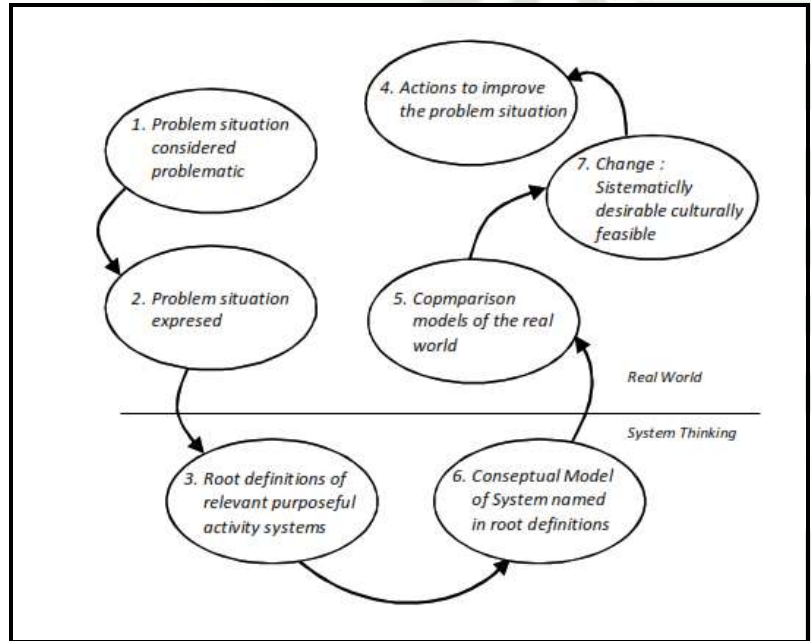 1. Problem situation
considered
problematic
2. Problem situation
expresed
3. Root definitions of
relevant purposeful
activity systems
6. Conseptual Model
of System named
in root definitions
5. Copmparison
models of the real
world
7. Change :
Sistematiclly
desirable culturally
feasible
4. Actions to improve
the problem situation
Real World
System Thinking